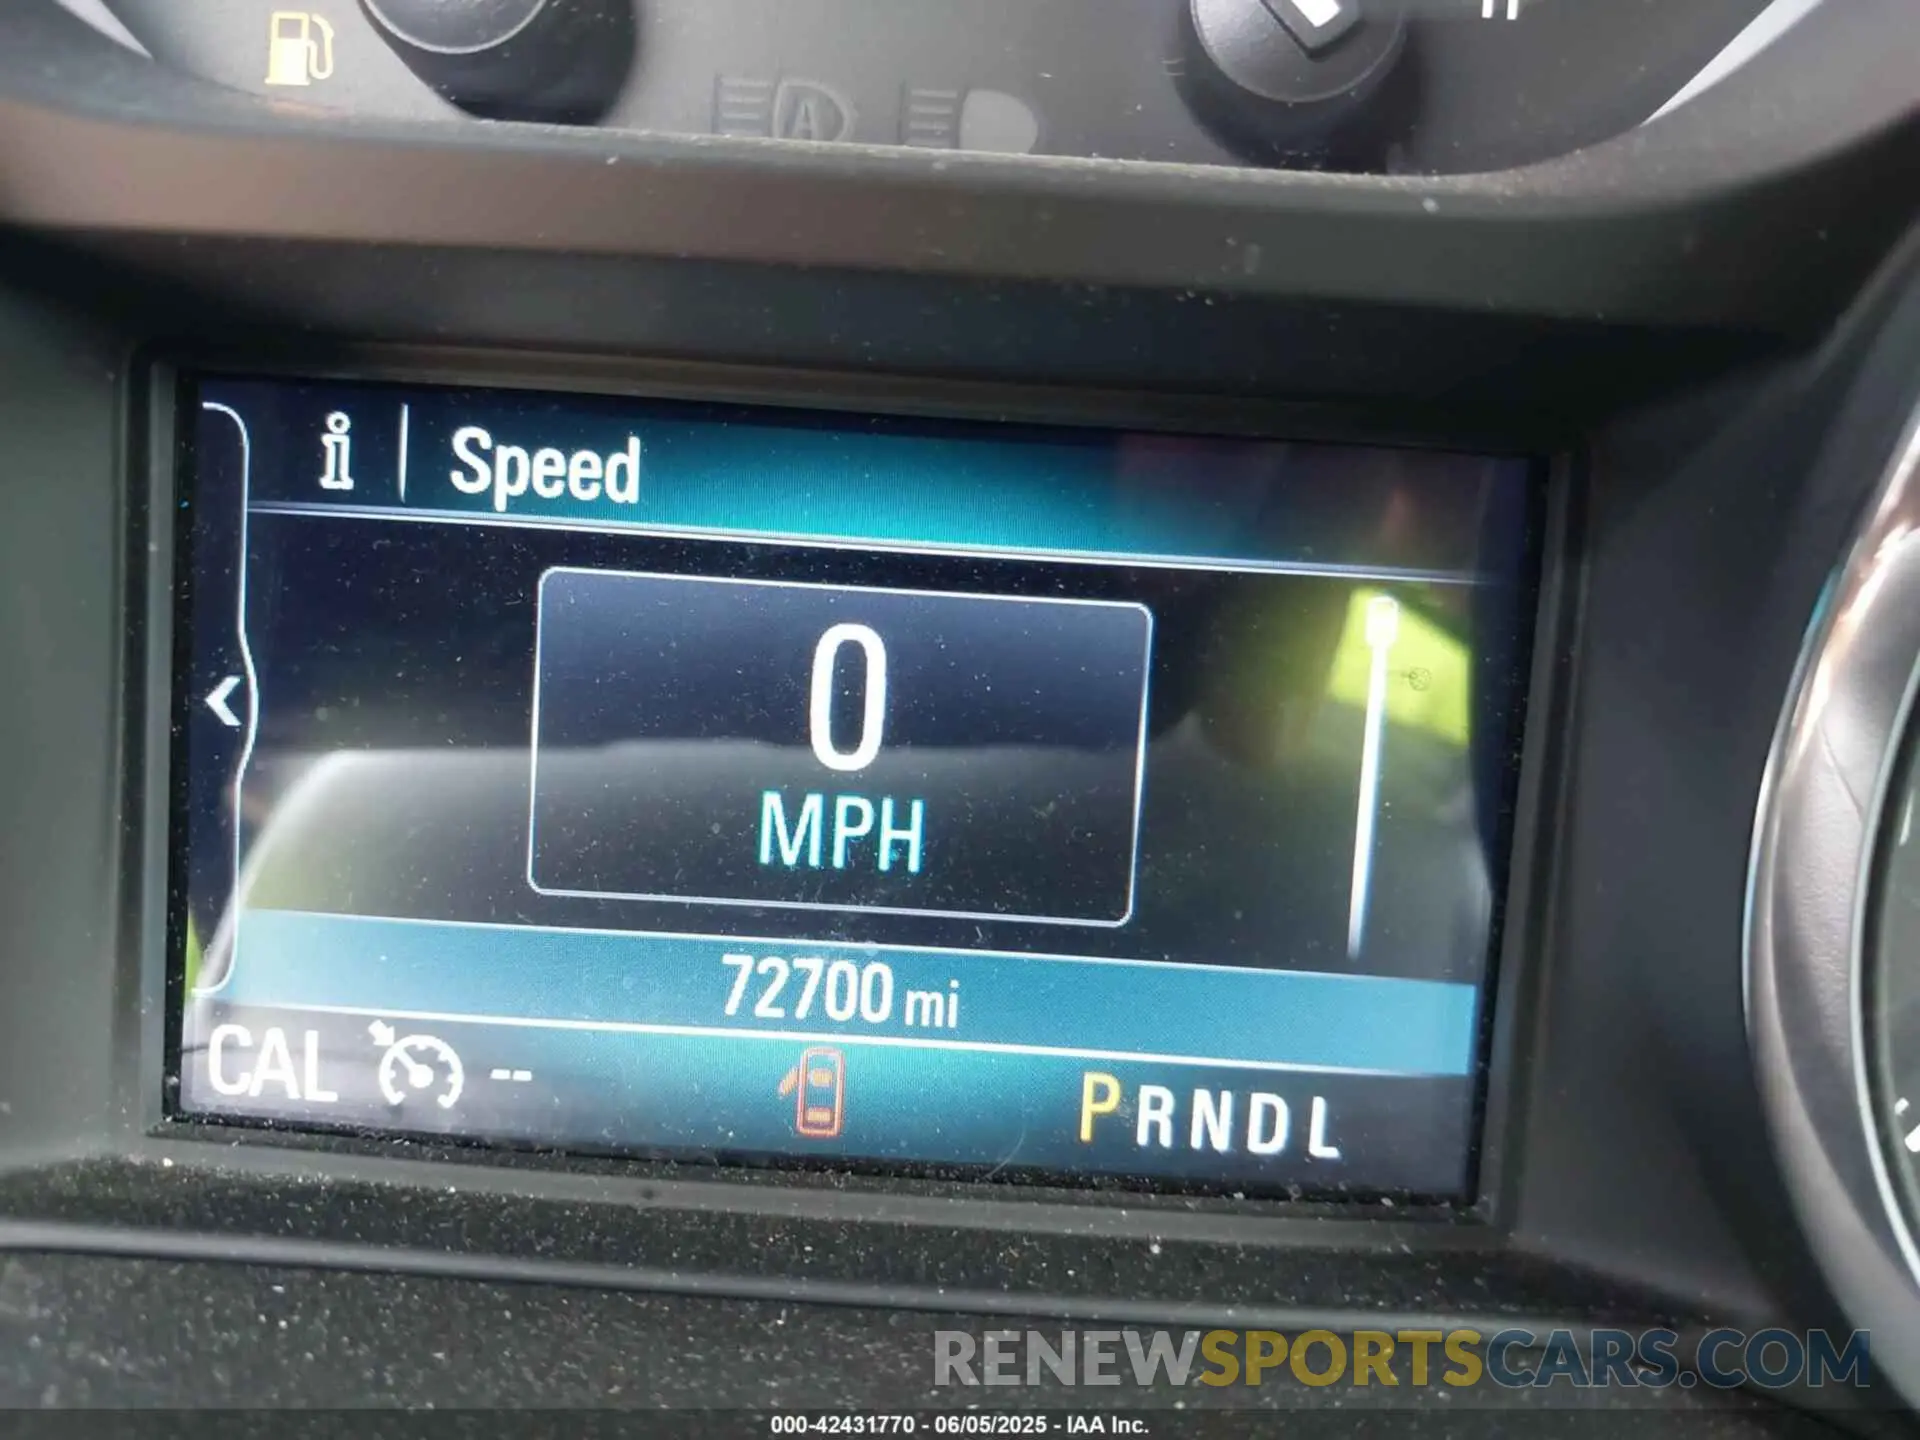 Speed
0
MPH
72700 mi
CAL -- PRNDL
RENEWSPORTSCARS.COM
000-42431770 - 06/05/2025 - IAA Inc.